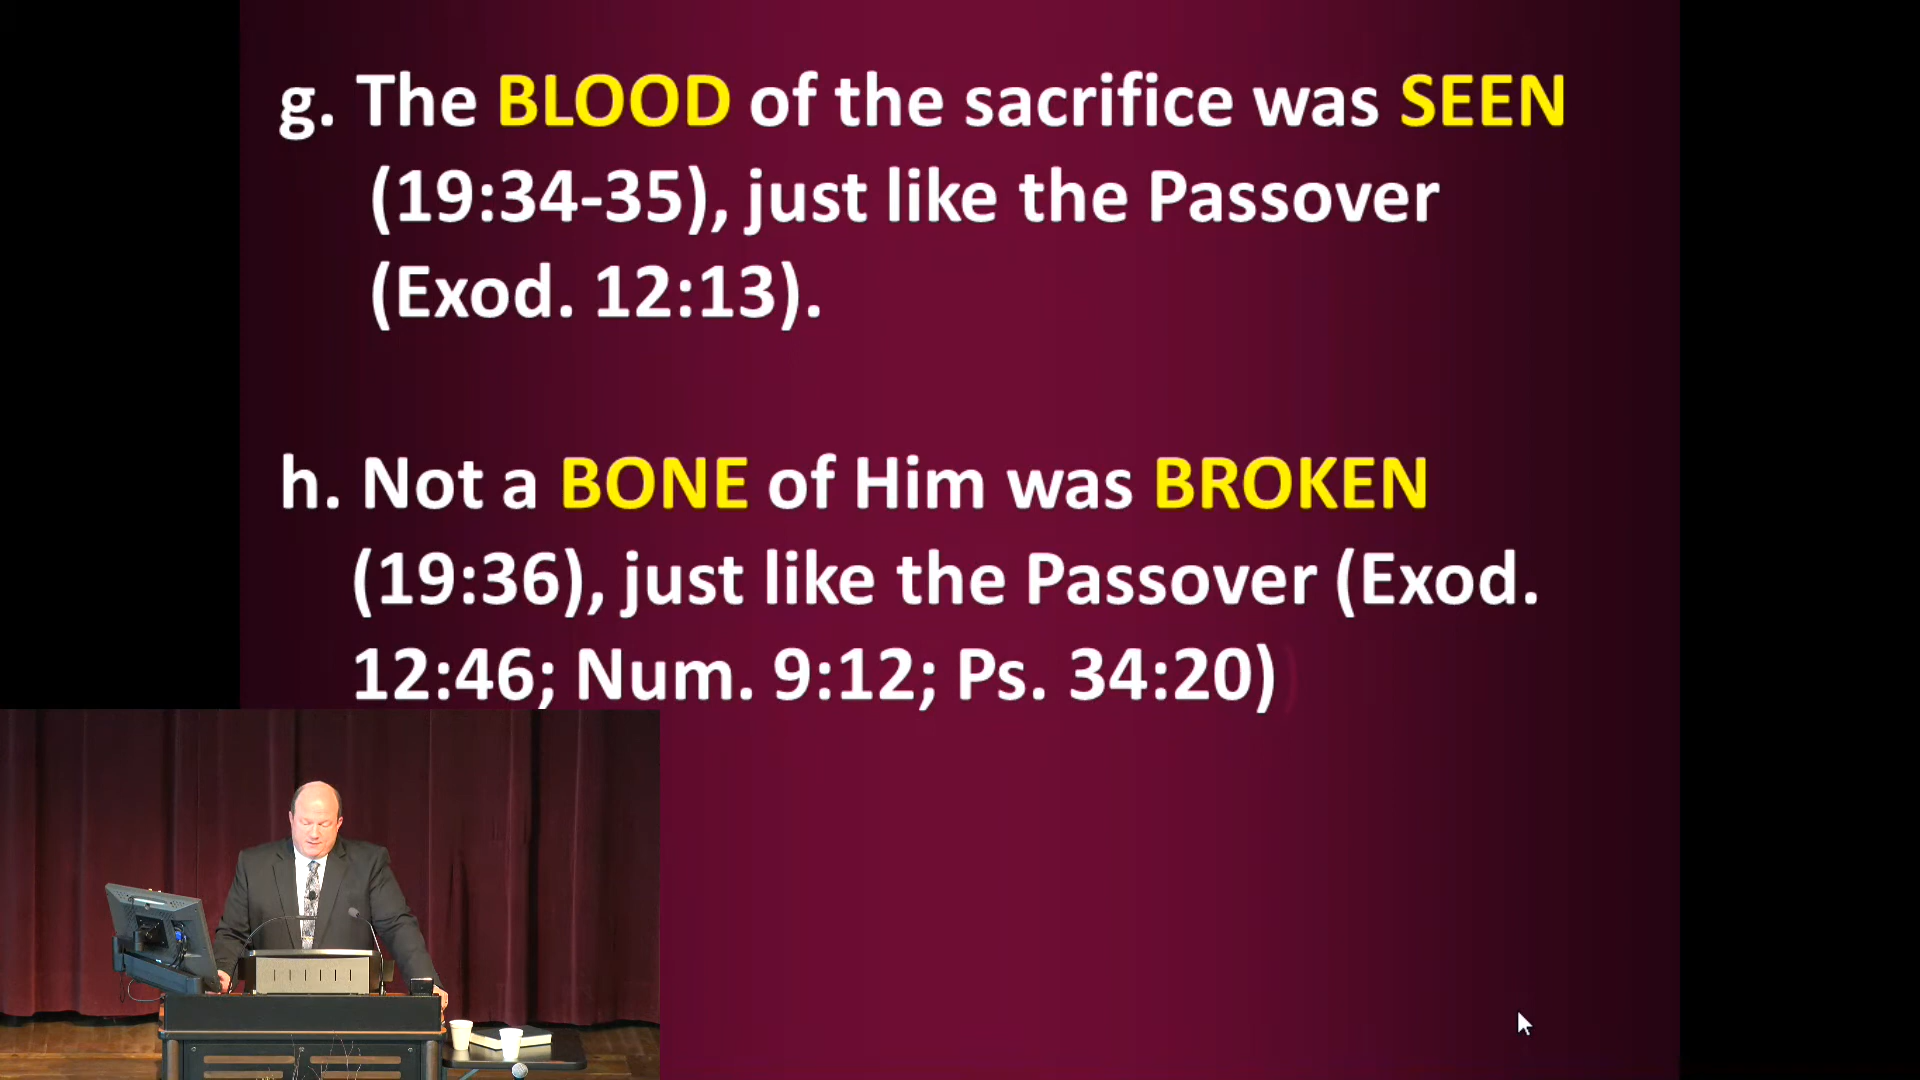 g. The BLOOD of the sacrifice was SEEN
(19:34-35), just like the Passover
(Exod. 12:13).
h. Not a BONE of Him was BROKEN
(19:36), just like the Passover (Exod.
12:46; Num. 9:12; Ps. 34:20)